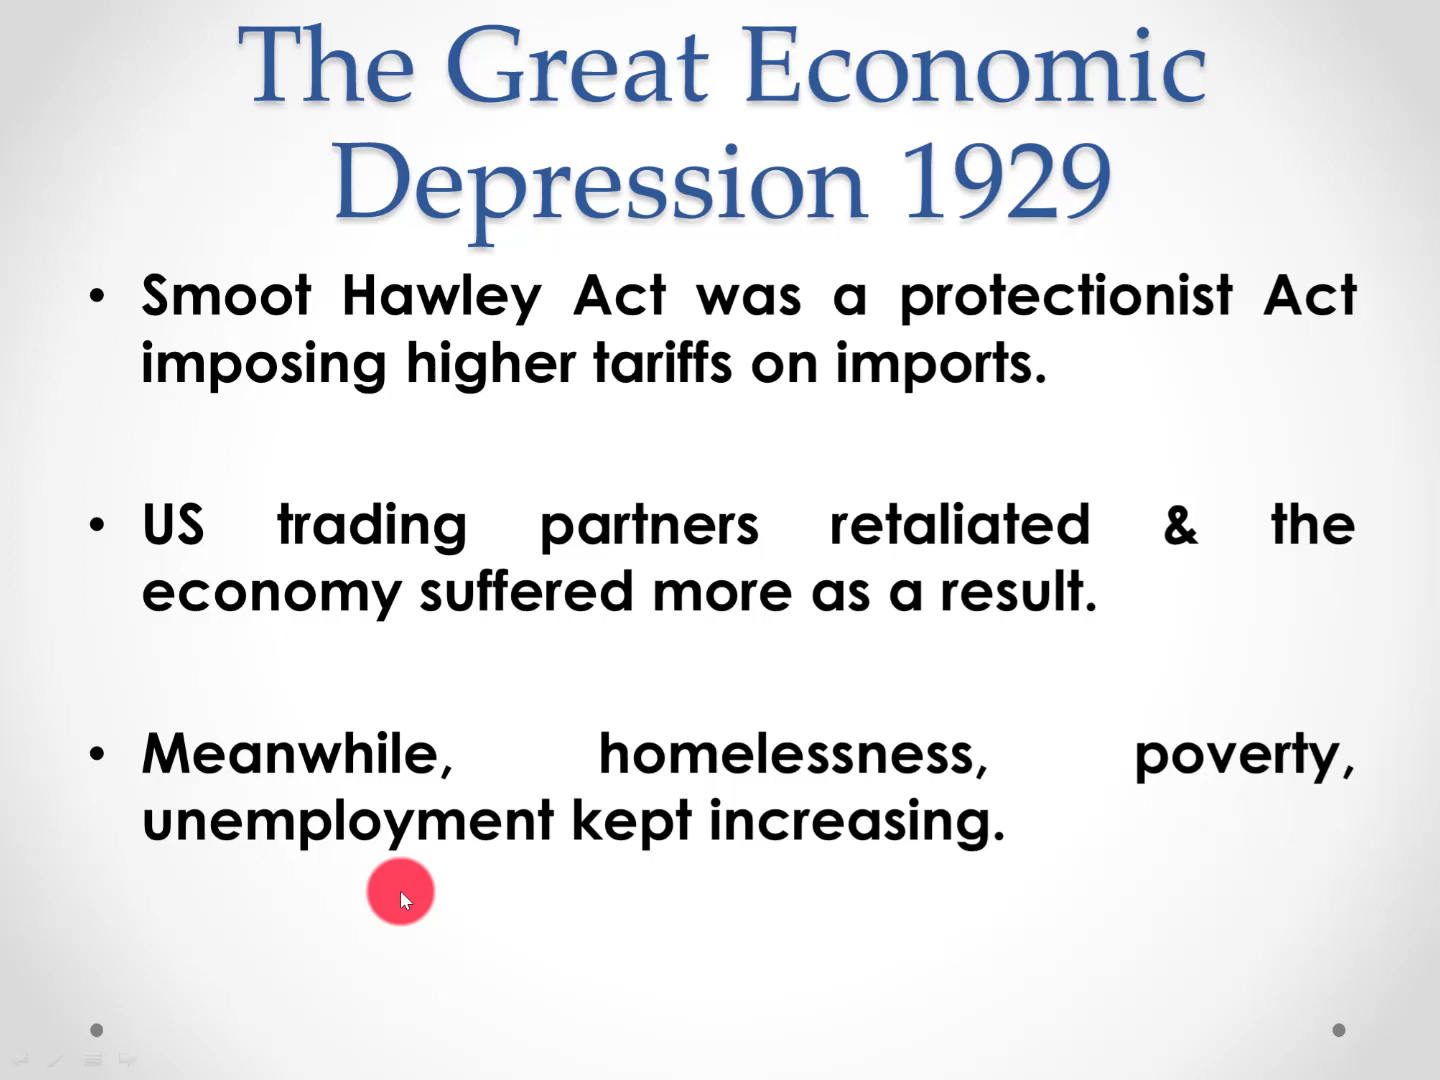 The Great Economic
Depression 1929
• Smoot Hawley Act was a protectionist Act
imposing higher tariffs on imports.
• US trading partners retaliated & the
economy suffered more as a result.
• Meanwhile, homelessness, poverty,
unemployment kept increasing.